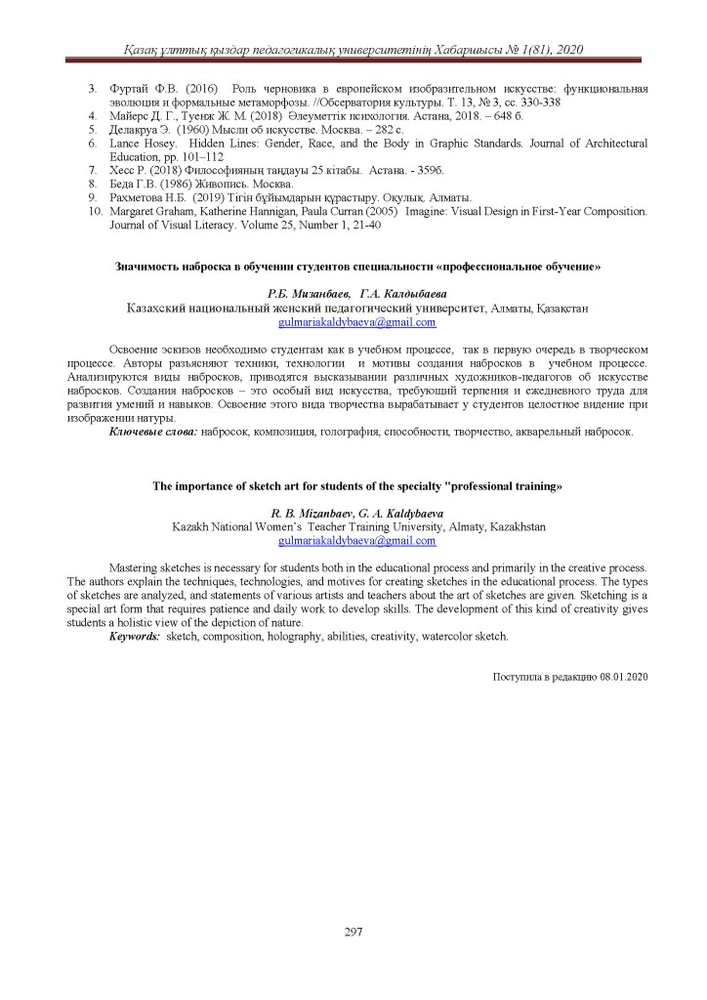 Қазақ ұлттық қыздар педагогикалық университетінің Хабаршысы № 1(81), 2020
3. Фуртай Ф.В. (2016) Роль черновика в европейском изобразительном искусстве: функциональная
эволюция и формальные метаморфозы. //Обсерватория культуры. Т. 13, № 3, сс. 330-338
4. Майерс Д. Г., Туенж Ж. М. (2018) Әлеуметтік психология. Астана, 2018. – 648 б.
5. Делакруа Э. (1960) Мысли об искусстве. Москва. – 282 с.
6. Lance Hosey. Hidden Lines: Gender, Race, and the Body in Graphic Standards. Journal of Architectural
Education, pp. 101–112
7. Хесс Р. (2018) Философияның таңдауы 25 кітабы. Астана. - 359б.
8. Беда Г.В. (1986) Живопись. Москва.
9. Рахметова Н.Б. (2019) Тігін бұйымдарын құрастыру. Оқулық. Алматы.
10. Margaret Graham, Katherine Hannigan, Paula Curran (2005) Imagine: Visual Design in First-Year Composition.
Journal of Visual Literacy. Volume 25, Number 1, 21-40
Значимость наброска в обучении студентов специальности «профессиональное обучение»
Р.Б. Мизанбаев, Г.А. Калдыбаева
Казахский национальный женский педагогический университет, Алматы, Қазақстан
gulmariakaldybaeva@gmail.com
Освоение эскизов необходимо студентам как в учебном процессе, так в первую очередь в творческом
процессе. Авторы разъясняют техники, технологии и мотивы создания набросков в учебном процессе.
Анализируются виды набросков, приводятся высказывании различных художников-педагогов об искусстве
набросков. Создания набросков – это особый вид искусства, требующий терпения и ежедневного труда для
развития умений и навыков. Освоение этого вида творчества вырабатывает у студентов целостное видение при
изображении натуры.
Ключевые слова: набросок, композиция, голография, способности, творчество, акварельный набросок.
The importance of sketch art for students of the specialty "professional training»
R. B. Mizanbaev, G. A. Kaldybaeva
Kazakh National Women`s Teacher Training University, Almaty, Kazakhstan
gulmariakaldybaeva@gmail.com
Mastering sketches is necessary for students both in the educational process and primarily in the creative process.
The authors explain the techniques, technologies, and motives for creating sketches in the educational process. The types
of sketches are analyzed, and statements of various artists and teachers about the art of sketches are given. Sketching is a
special art form that requires patience and daily work to develop skills. The development of this kind of creativity gives
students a holistic view of the depiction of nature.
Keywords: sketch, composition, holography, abilities, creativity, watercolor sketch.
Поступила в редакцию 08.01.2020
297